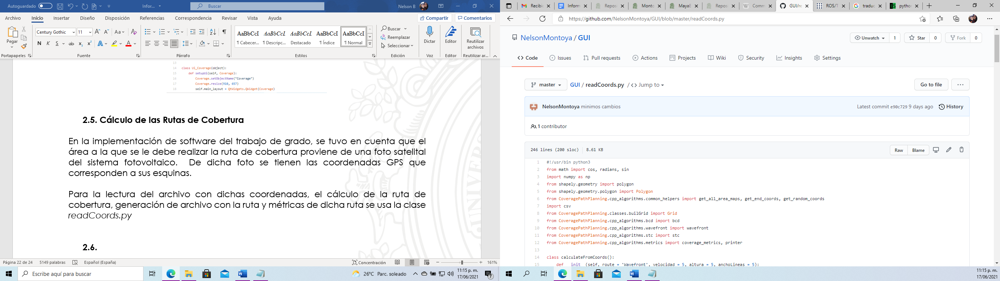 Autoguardado
Infor...
Buscar
Nelson B
Archivo Inicio Insertar Diseño Disposición Referencias Correspondencia Revisar Vista Ayuda
Compartir Comentarios
Pegar
Century Gothic 11
Aa
N K S ab x2 x2 A A
AaBbCcI AaBbCcI AaBbCcI AaBbCcI AaBbCcI
¶ Cabecer... ¶ Descripc... Destacado ¶ Índice ¶ Normal
Buscar
Reemplazar
Seleccionar
Dictar
Editor
Reutilizar
archivos
Portapapeles Fuente Párrafo Estilos Edición Voz Editor Reutilizar ar...
13
14 class Ui_Coverage(object):
15 def setupUi(self, Coverage):
16 Coverage.setObjectName("Coverage")
17 Coverage.resize(910, 657)
18 self.main_layout = QtWidgets.QWidget(Coverage)
2.5. Cálculo de las Rutas de Cobertura
En la implementación de software del trabajo de grado, se tuvo en cuenta que el
área a la que se le debe realizar la ruta de cobertura proviene de una foto satelital
del sistema fotovoltaico. De dicha foto se tienen las coordenadas GPS que
corresponden a sus esquinas.
Para la lectura del archivo con dichas coordenadas, el cálculo de la ruta de
cobertura, generación de archivo con la ruta y métricas de dicha ruta se usa la clase
readCoords.py
2.6.
Página 22 de 24 5149 palabras Español (España) Concentración 161%
Escribe aquí para buscar
26°C Parc. soleado
11:15 p. m.
17/06/2021
7
Recibic Inform Reposi Monto MayaE Reposi Comm GUI/re ROS/T traduc python
https://github.com/NelsonMontoya/GUI/blob/master/readCoords.py
NelsonMontoya / GUI
Unwatch 1 Star 0 Fork 0
Code Issues Pull requests Actions Projects Wiki Security Insights Settings
master GUI / readCoords.py / <> Jump to
Go to file ...
NelsonMontoya minimos cambios
Latest commit e90c729 9 days ago History
1 contributor
246 lines (200 sloc) 8.61 KB
Raw Blame
1 #!/usr/bin python3
2 from math import cos, radians, sin
3 import numpy as np
4 from shapely.geometry import polygon
5 from shapely.geometry.polygon import Polygon
6 from CoveragePathPlanning.cpp_algorithms.common_helpers import get_all_area_maps, get_end_coords, get_random_coords
7 import csv
8 from CoveragePathPlanning.classes.builGrid import Grid
9 from CoveragePathPlanning.cpp_algorithms.bcd import bcd
10 from CoveragePathPlanning.cpp_algorithms.wavefront import wavefront
11 from CoveragePathPlanning.cpp_algorithms.stc import stc
12 from CoveragePathPlanning.cpp_algorithms.metrics import coverage_metrics, printer
13
14 class calculateFromCoords():
15 def __init__(self, route = 'Wavefront', velocidad = 5, altura = 5, anchoLineas = 5):
11:15 p. m.
17/06/2021